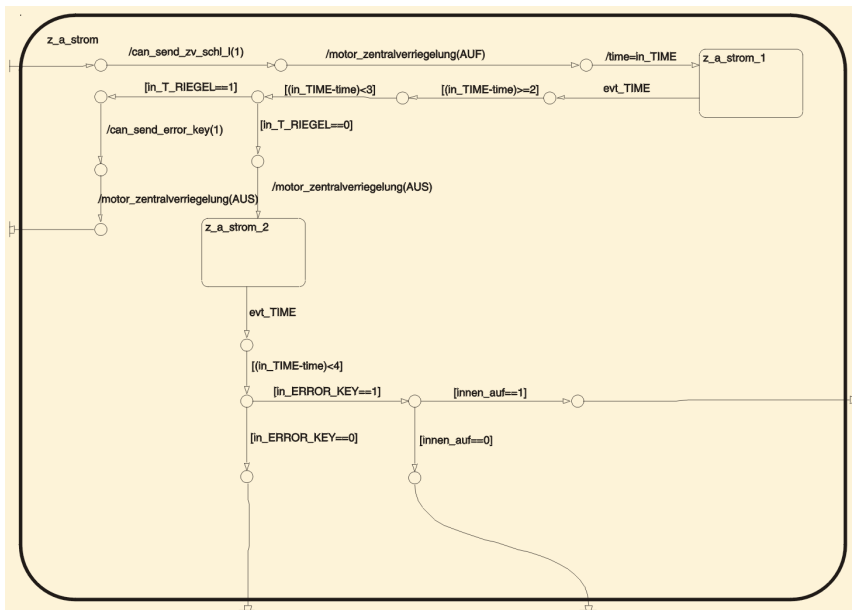 z_a_strom
/can_send_zv_schl_l(1)
/motor_zentralverriegelung(AUF)
/time=in_TIME
z_a_strom_1
[in_T_RIEGEL==1]
[(in_TIME-time)<3]
[(in_TIME-time)>=2]
evt_TIME
/can_send_error_key(1)
[in_T_RIEGEL==0]
/motor_zentralverriegelung(AUS)
/motor_zentralverriegelung(AUS)
z_a_strom_2
evt_TIME
[(in_TIME-time)<4]
[in_ERROR_KEY==1]
[innen_auf==1]
[in_ERROR_KEY==0]
[innen_auf==0]